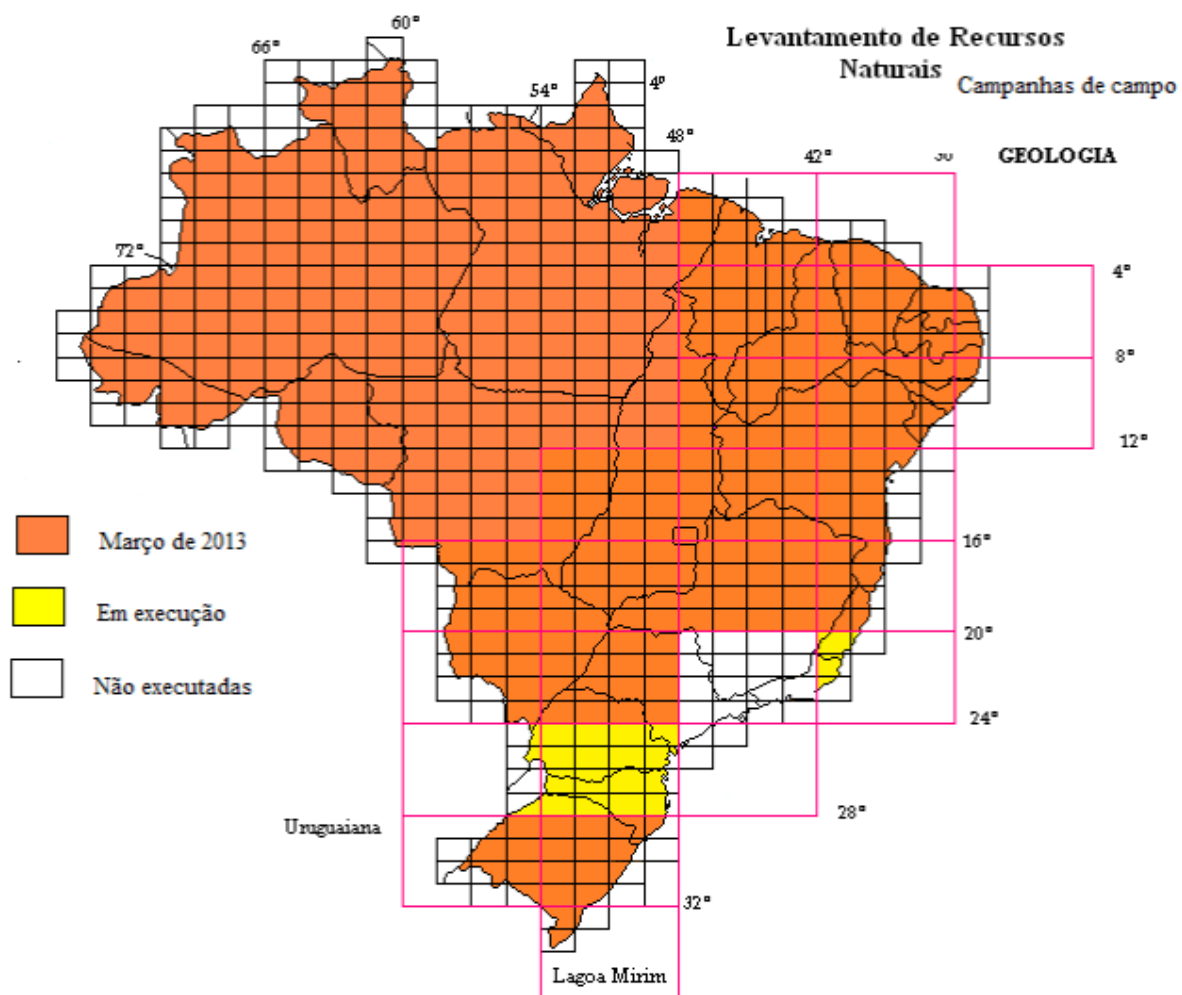 Levantamento de Recursos
Naturais
Campanhas de campo
GEOLOGIA
60°
66°
54°
4°
48°
42°
72°
4°
8°
12°
16°
20°
24°
28°
32°
Março de 2013
Em execução
Não executadas
Uruguaiana
Lagoa Mirim